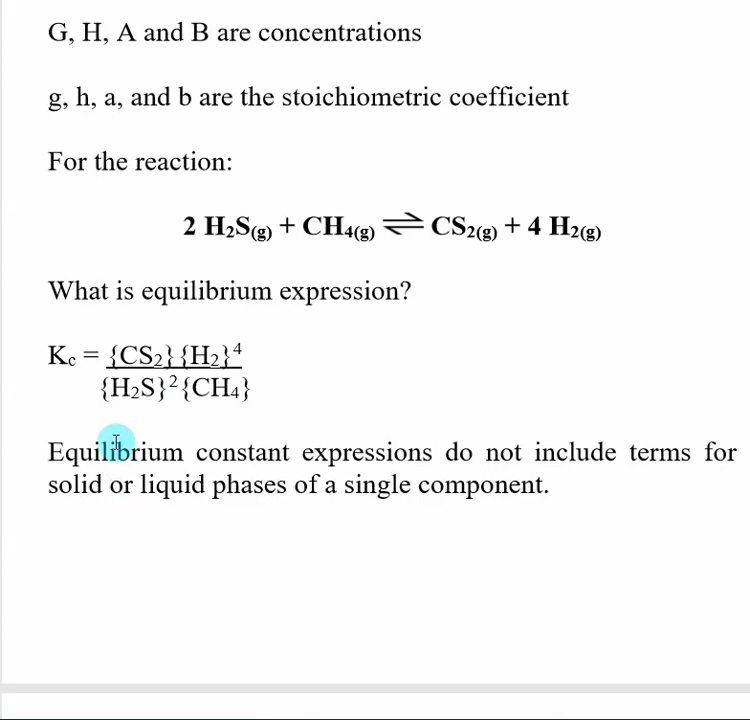 G, H, A and B are concentrations
g, h, a, and b are the stoichiometric coefficient
For the reaction:
2 H₂S(g) + CH₄(g) ⇌ CS₂(g) + 4 H₂(g)
What is equilibrium expression?
Kc = {CS₂}{H₂}⁴
{H₂S}²{CH₄}
Equilibrium constant expressions do not include terms for
solid or liquid phases of a single component.